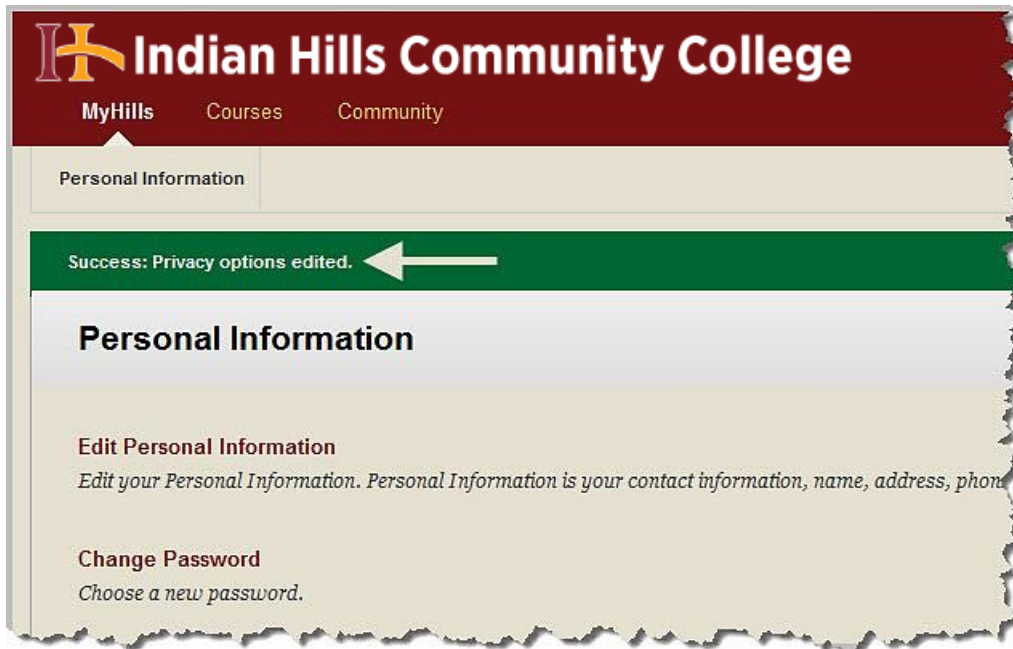 Indian Hills Community College
MyHills Courses Community
Personal Information
Success: Privacy options edited.
Personal Information
Edit Personal Information
Edit your Personal Information. Personal Information is your contact information, name, address, phon
Change Password
Choose a new password.